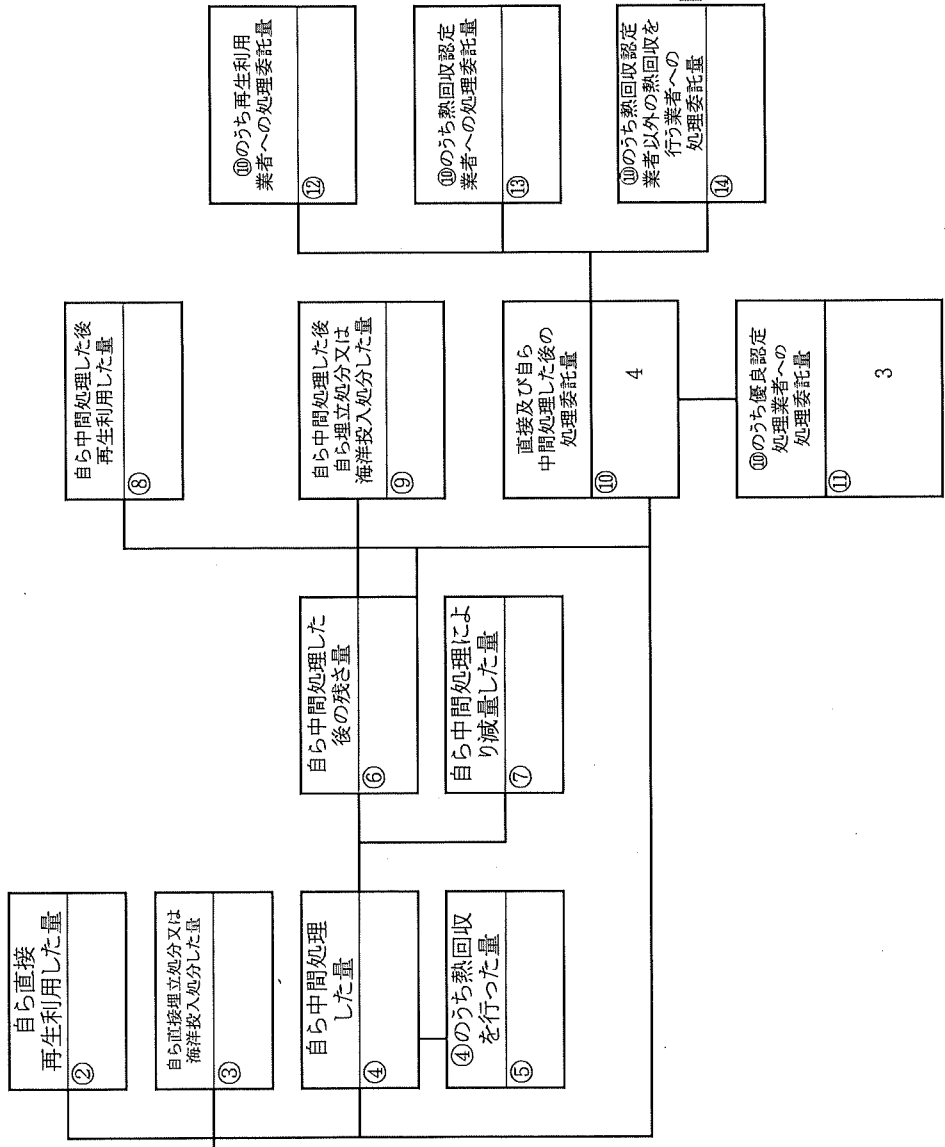 自ら直接
再生利用した量
②
自ら直接埋立処分又は
海洋投入処分した量
③
自ら中間処理
した量
④
④のうち熱回収
を行った量
⑤
自ら中間処理した
後の残さ量
⑥
自ら中間処理によ
り減量した量
⑦
自ら中間処理した後
再生利用した量
⑧
自ら中間処理した後
自ら埋立処分又は
海洋投入処分した量
⑨
直接及び自ら
中間処理した後の
処理委託量
⑩
4
⑩のうち優良認定
処理業者への
処理委託量
⑪
3
⑩のうち再生利用
業者への処理委託量
⑫
⑩のうち熱回収認定
業者への処理委託量
⑬
⑩のうち熱回収認定
業者以外の熱回収を
行う業者への
処理委託量
⑭